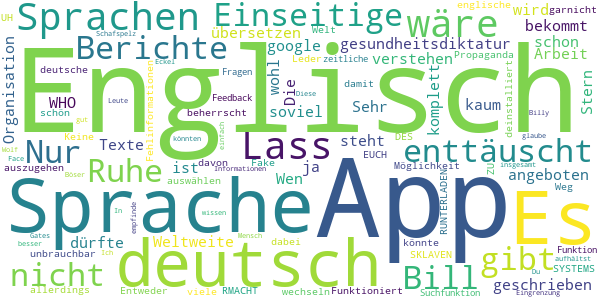 Sprachen Einseitige wäre wird garnicht englische
UH Schafspelz Eckel übersetzen Welt bekommt
Berichte google gesundheitsdiktatur schon
Organisation deutsche Fragen Leder zeitliche verstehen Propaganda Arbeit
Englisch
WHO Leute Fehlinformationen Feedback Die damit komplett deinstalliert Stern
schön beherrscht wohl soviel Diese Sehr kaum Billy
Nur Texte Lass steht DES enttäuscht glaube
gut Keine davon ja EUCH
Wolf Face auszugehen Ruhe ist Fake Wen Möglichkeit ZU angeboten
Böser auswählen Informationen könnten einfach RUNTERLADEN Weg
Sprache App Es
In wissen insgesamt
empfinde
deutsch
dürfte Weltweite dabei könnte gibt
Gates besser unbrauchbar Ich Mensch SKLAVEN Funktion aufhältst
nicht Entweder viele RMACHT wechseln Bill geschrieben SYSTEMS
allerdings Funktioniert Suchfunktion Du Eingrenzung